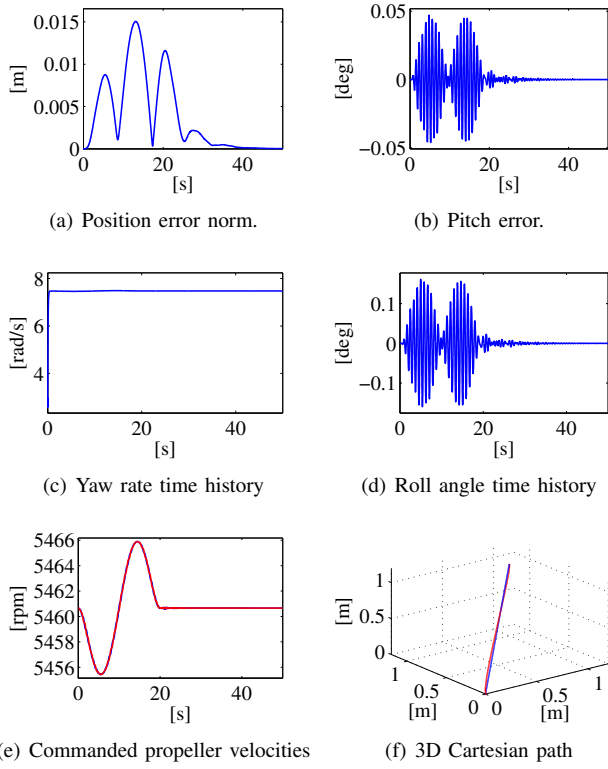 0.015
0.01
0.005
0
[m]
0 20 40
[s]
(a) Position error norm.
0.05
0
−0.05
[deg]
0 20 40
[s]
(b) Pitch error.
8
6
4
[rad/s]
0 20 40
[s]
(c) Yaw rate time history
0.1
0
−0.1
[deg]
0 20 40
[s]
(d) Roll angle time history
5466
5464
5462
5460
5458
5456
[rpm]
0 20 40
[s]
(e) Commanded propeller velocities
1
0.5
0
[m]
1
0.5
0
[m]
0
0.5
1
[m]
(f) 3D Cartesian path